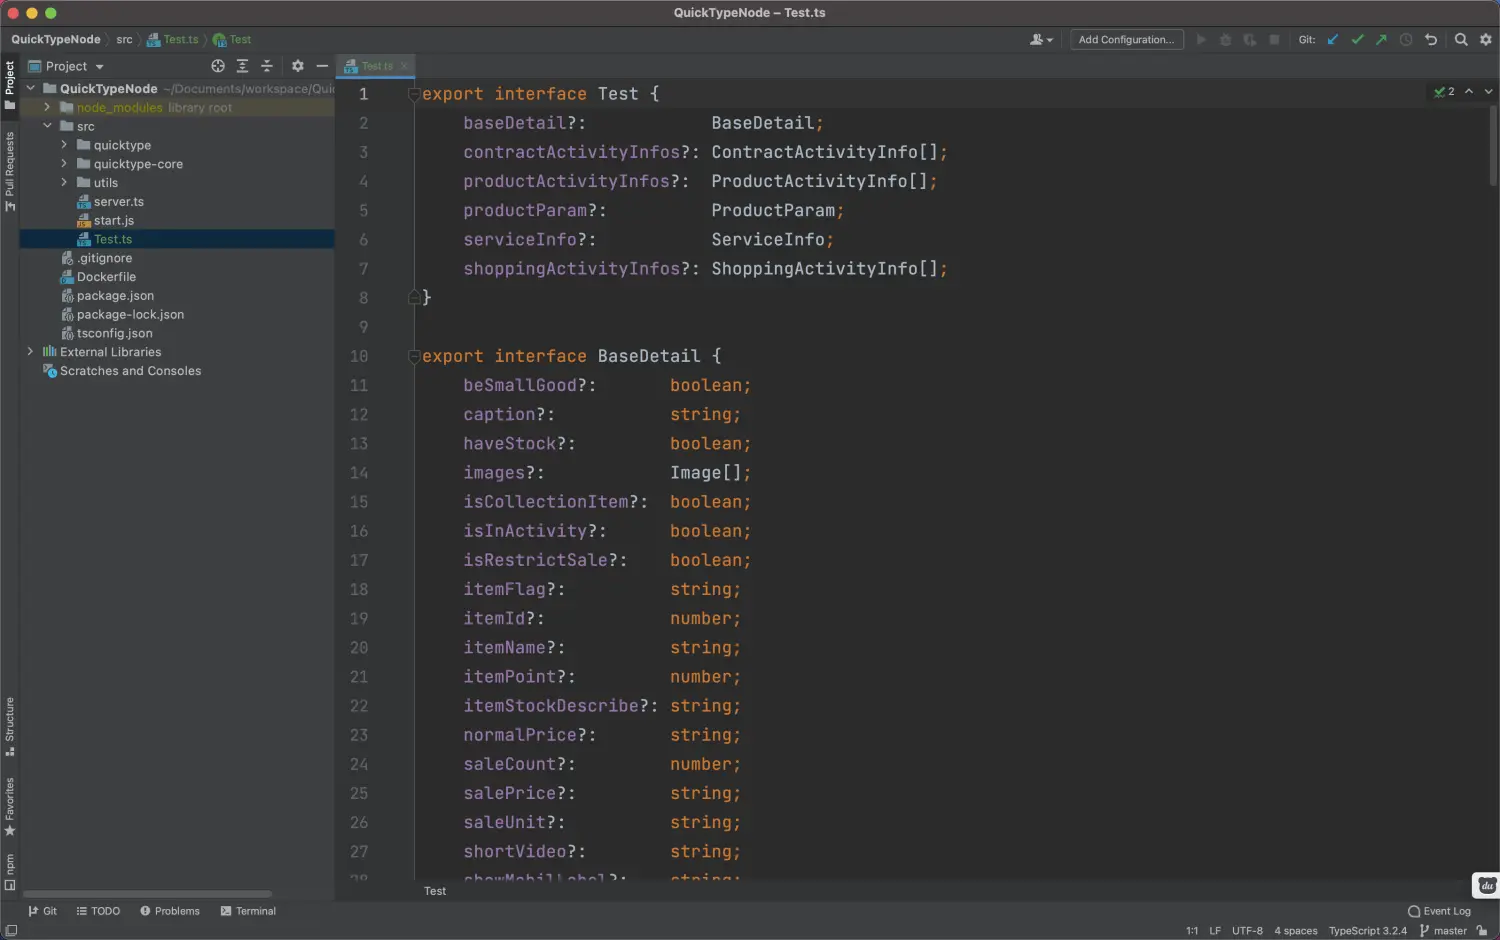 QuickTypeNode – Test.ts
QuickTypeNode src Test.ts Test
Add Configuration...
Git:
Project
Test.ts
Project
Pull Requests
Structure
Favorites
npm
QuickTypeNode ~/Documents/workspace/Qui
node_modules library root
src
quicktype
quicktype-core
utils
server.ts
start.js
Test.ts
.gitignore
Dockerfile
package.json
package-lock.json
tsconfig.json
External Libraries
Scratches and Consoles
2
1 export interface Test {
2 baseDetail?: BaseDetail;
3 contractActivityInfos?: ContractActivityInfo[];
4 productActivityInfos?: ProductActivityInfo[];
5 productParam?: ProductParam;
6 serviceInfo?: ServiceInfo;
7 shoppingActivityInfos?: ShoppingActivityInfo[];
8 }
9
10 export interface BaseDetail {
11 beSmallGood?: boolean;
12 caption?: string;
13 haveStock?: boolean;
14 images?: Image[];
15 isCollectionItem?: boolean;
16 isInActivity?: boolean;
17 isRestrictSale?: boolean;
18 itemFlag?: string;
19 itemId?: number;
20 itemName?: string;
21 itemPoint?: number;
22 itemStockDescribe?: string;
23 normalPrice?: string;
24 saleCount?: number;
25 salePrice?: string;
26 saleUnit?: string;
27 shortVideo?: string;
Test
du
Git TODO Problems Terminal
Event Log
1:1 LF UTF-8 4 spaces TypeScript 3.2.4 master